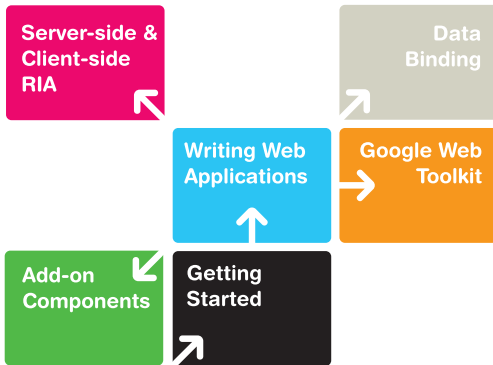 Server-side &
Client-side
RIA
Data
Binding
Writing Web
Applications
Google Web
Toolkit
Add-on
Components
Getting
Started